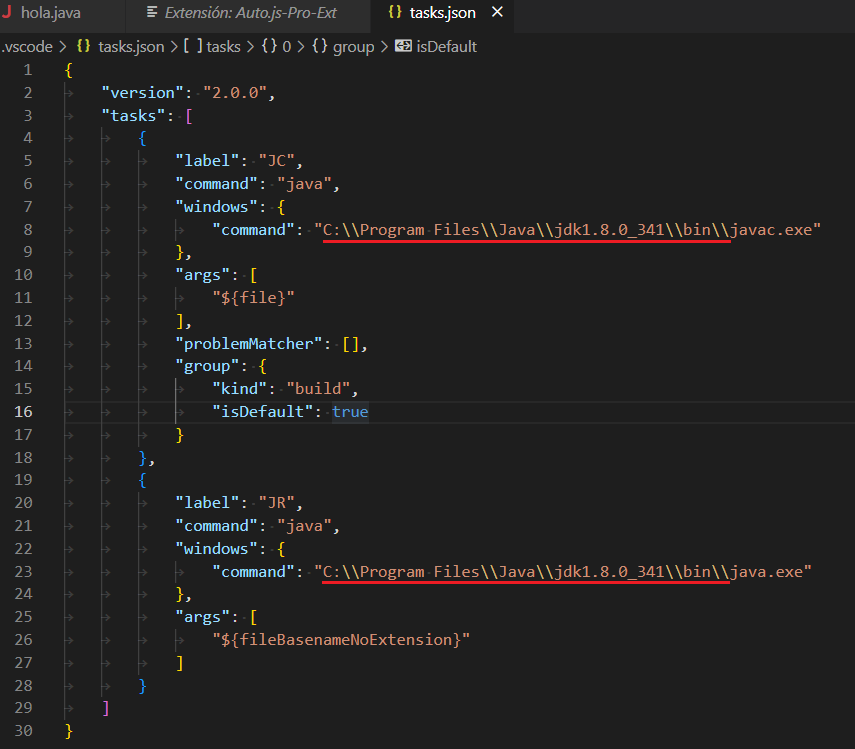 J hola.java Extensión: Auto.js-Pro-Ext {} tasks.json ×
.vscode > {} tasks.json > [ ] tasks > {} 0 > {} group > isDefault
1 {
2 "version": "2.0.0",
3 "tasks": [
4 {
5 "label": "JC",
6 "command": "java",
7 "windows": {
8 "command": "C:\\Program Files\\Java\\jdk1.8.0_341\\bin\\javac.exe"
9 },
10 "args": [
11 "${file}"
12 ],
13 "problemMatcher": [],
14 "group": {
15 "kind": "build",
16 "isDefault": true
17 }
18 },
19 {
20 "label": "JR",
21 "command": "java",
22 "windows": {
23 "command": "C:\\Program Files\\Java\\jdk1.8.0_341\\bin\\java.exe"
24 },
25 "args": [
26 "${fileBasenameNoExtension}"
27 ]
28 }
29 ]
30 }